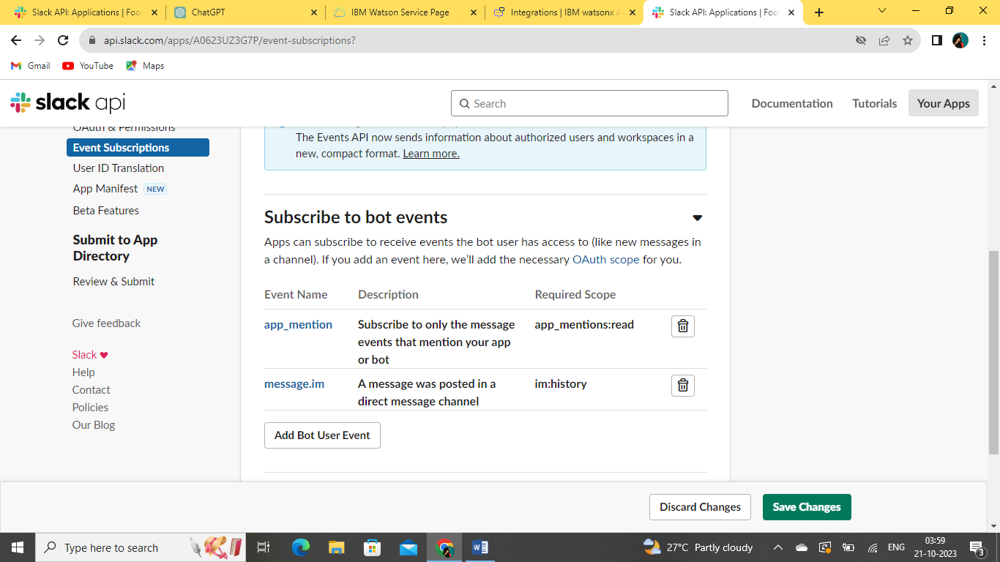 Slack API: Applications | Foo
ChatGPT
IBM Watson Service Page
Integrations | IBM watsonx A
Slack API: Applications | Foo
api.slack.com/apps/A0623UZ3G7P/event-subscriptions?
Gmail
YouTube
Maps
slack api
Search
Documentation
Tutorials
Your Apps
OAuth & Permissions
Event Subscriptions
User ID Translation
App Manifest NEW
Beta Features
Submit to App
Directory
Review & Submit
Give feedback
Slack ♥
Help
Contact
Policies
Our Blog
The Events API now sends information about authorized users and workspaces in a
new, compact format. Learn more.
Subscribe to bot events
Apps can subscribe to receive events the bot user has access to (like new messages in
a channel). If you add an event here, we’ll add the necessary OAuth scope for you.
Event Name Description Required Scope
app_mention Subscribe to only the message app_mentions:read
events that mention your app
or bot
message.im A message was posted in a im:history
direct message channel
Add Bot User Event
Discard Changes
Save Changes
Type here to search
27°C Partly cloudy
ENG
03:59
21-10-2023
3